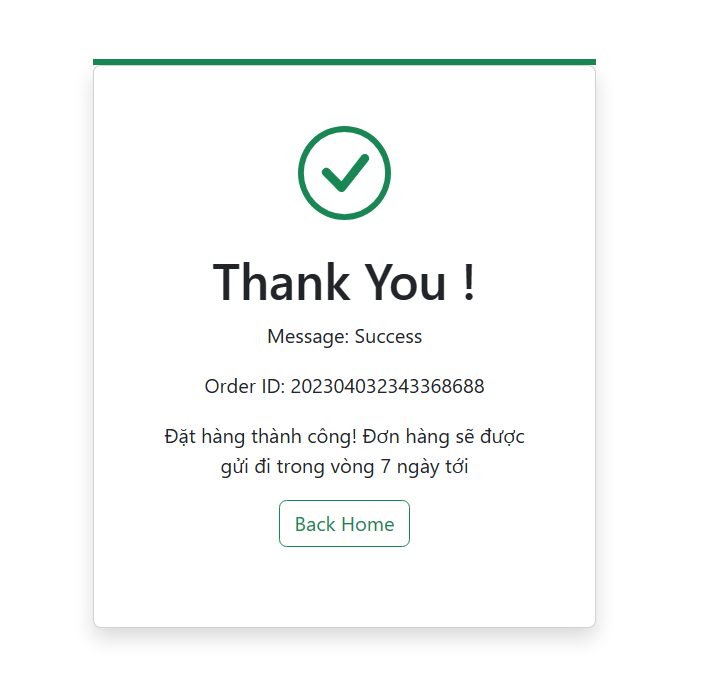 Thank You !
Message: Success
Order ID: 202304032343368688
Đặt hàng thành công! Đơn hàng sẽ được
gửi đi trong vòng 7 ngày tới
Back Home